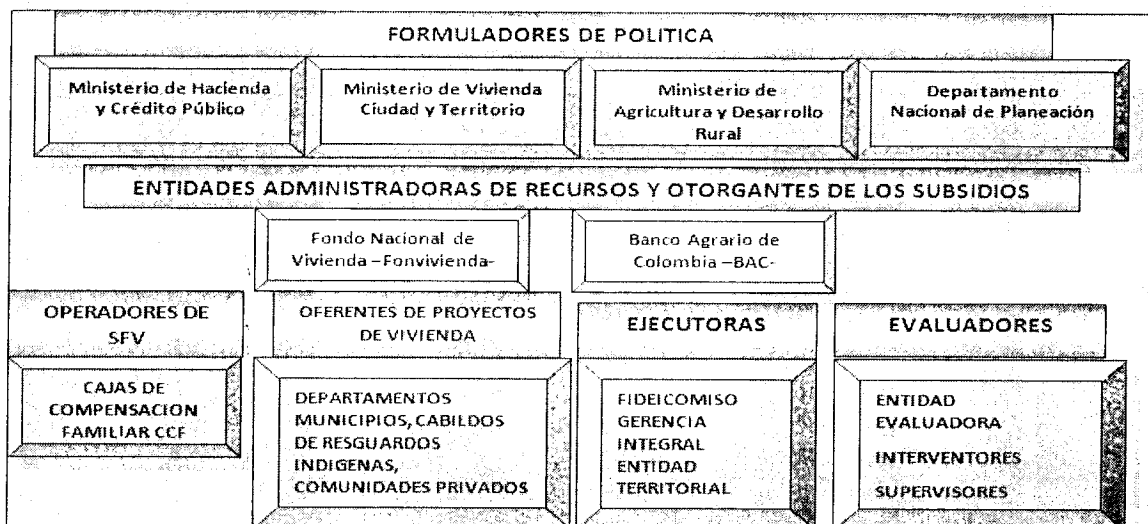 FORMULADORES DE POLITICA
Ministerio de Hacienda
y Crédito Público
Ministerio de Vivienda
Ciudad y Territorio
Ministerio de
Agricultura y Desarrollo
Rural
Departamento
Nacional de Planeación
ENTIDADES ADMINISTRADORAS DE RECURSOS Y OTORGANTES DE LOS SUBSIDIOS
Fondo Nacional de
Vivienda –Fonvivienda-
Banco Agrario de
Colombia –BAC-
OPERADORES DE
SFV
CAJAS DE
COMPENSACION
FAMILIAR CCF
OFERENTES DE PROYECTOS
DE VIVIENDA
DEPARTAMENTOS
MUNICIPIOS, CABILDOS
DE RESGUARDOS
INDIGENAS,
COMUNIDADES PRIVADOS
EJECUTORAS
FIDEICOMISO
GERENCIA
INTEGRAL
ENTIDAD
TERRITORIAL
EVALUADORES
ENTIDAD
EVALUADORA
INTERVENTORES
SUPERVISORES